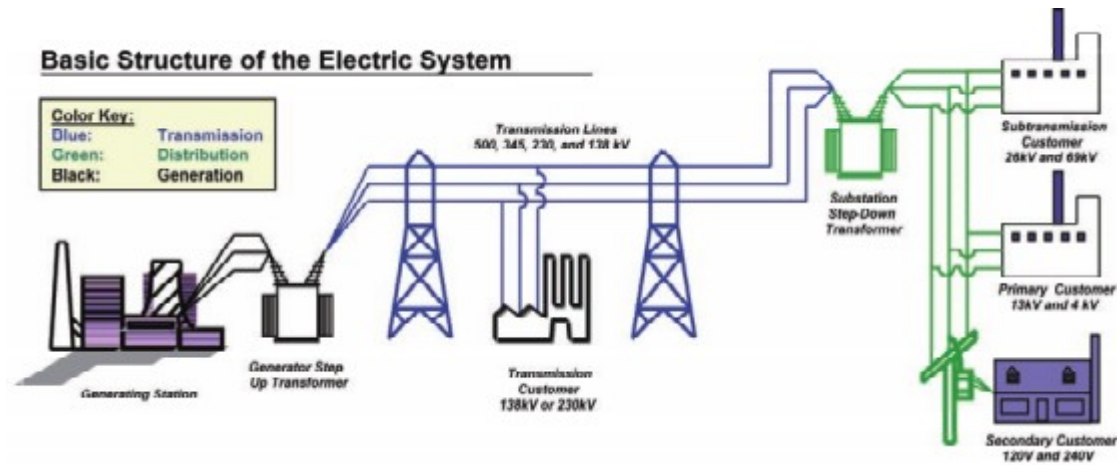 Basic Structure of the Electric System
Color Key:
Blue: Transmission
Green: Distribution
Black: Generation
Transmission Lines
500, 345, 230, and 138 kV
Subtransmission
Customer
26kV and 69kV
Substation
Step-Down
Transformer
Primary Customer
13kV and 4 kV
Generating Station
Generator Step
Up Transformer
Transmission
Customer
138kV or 230kV
Secondary Customer
120V and 240V